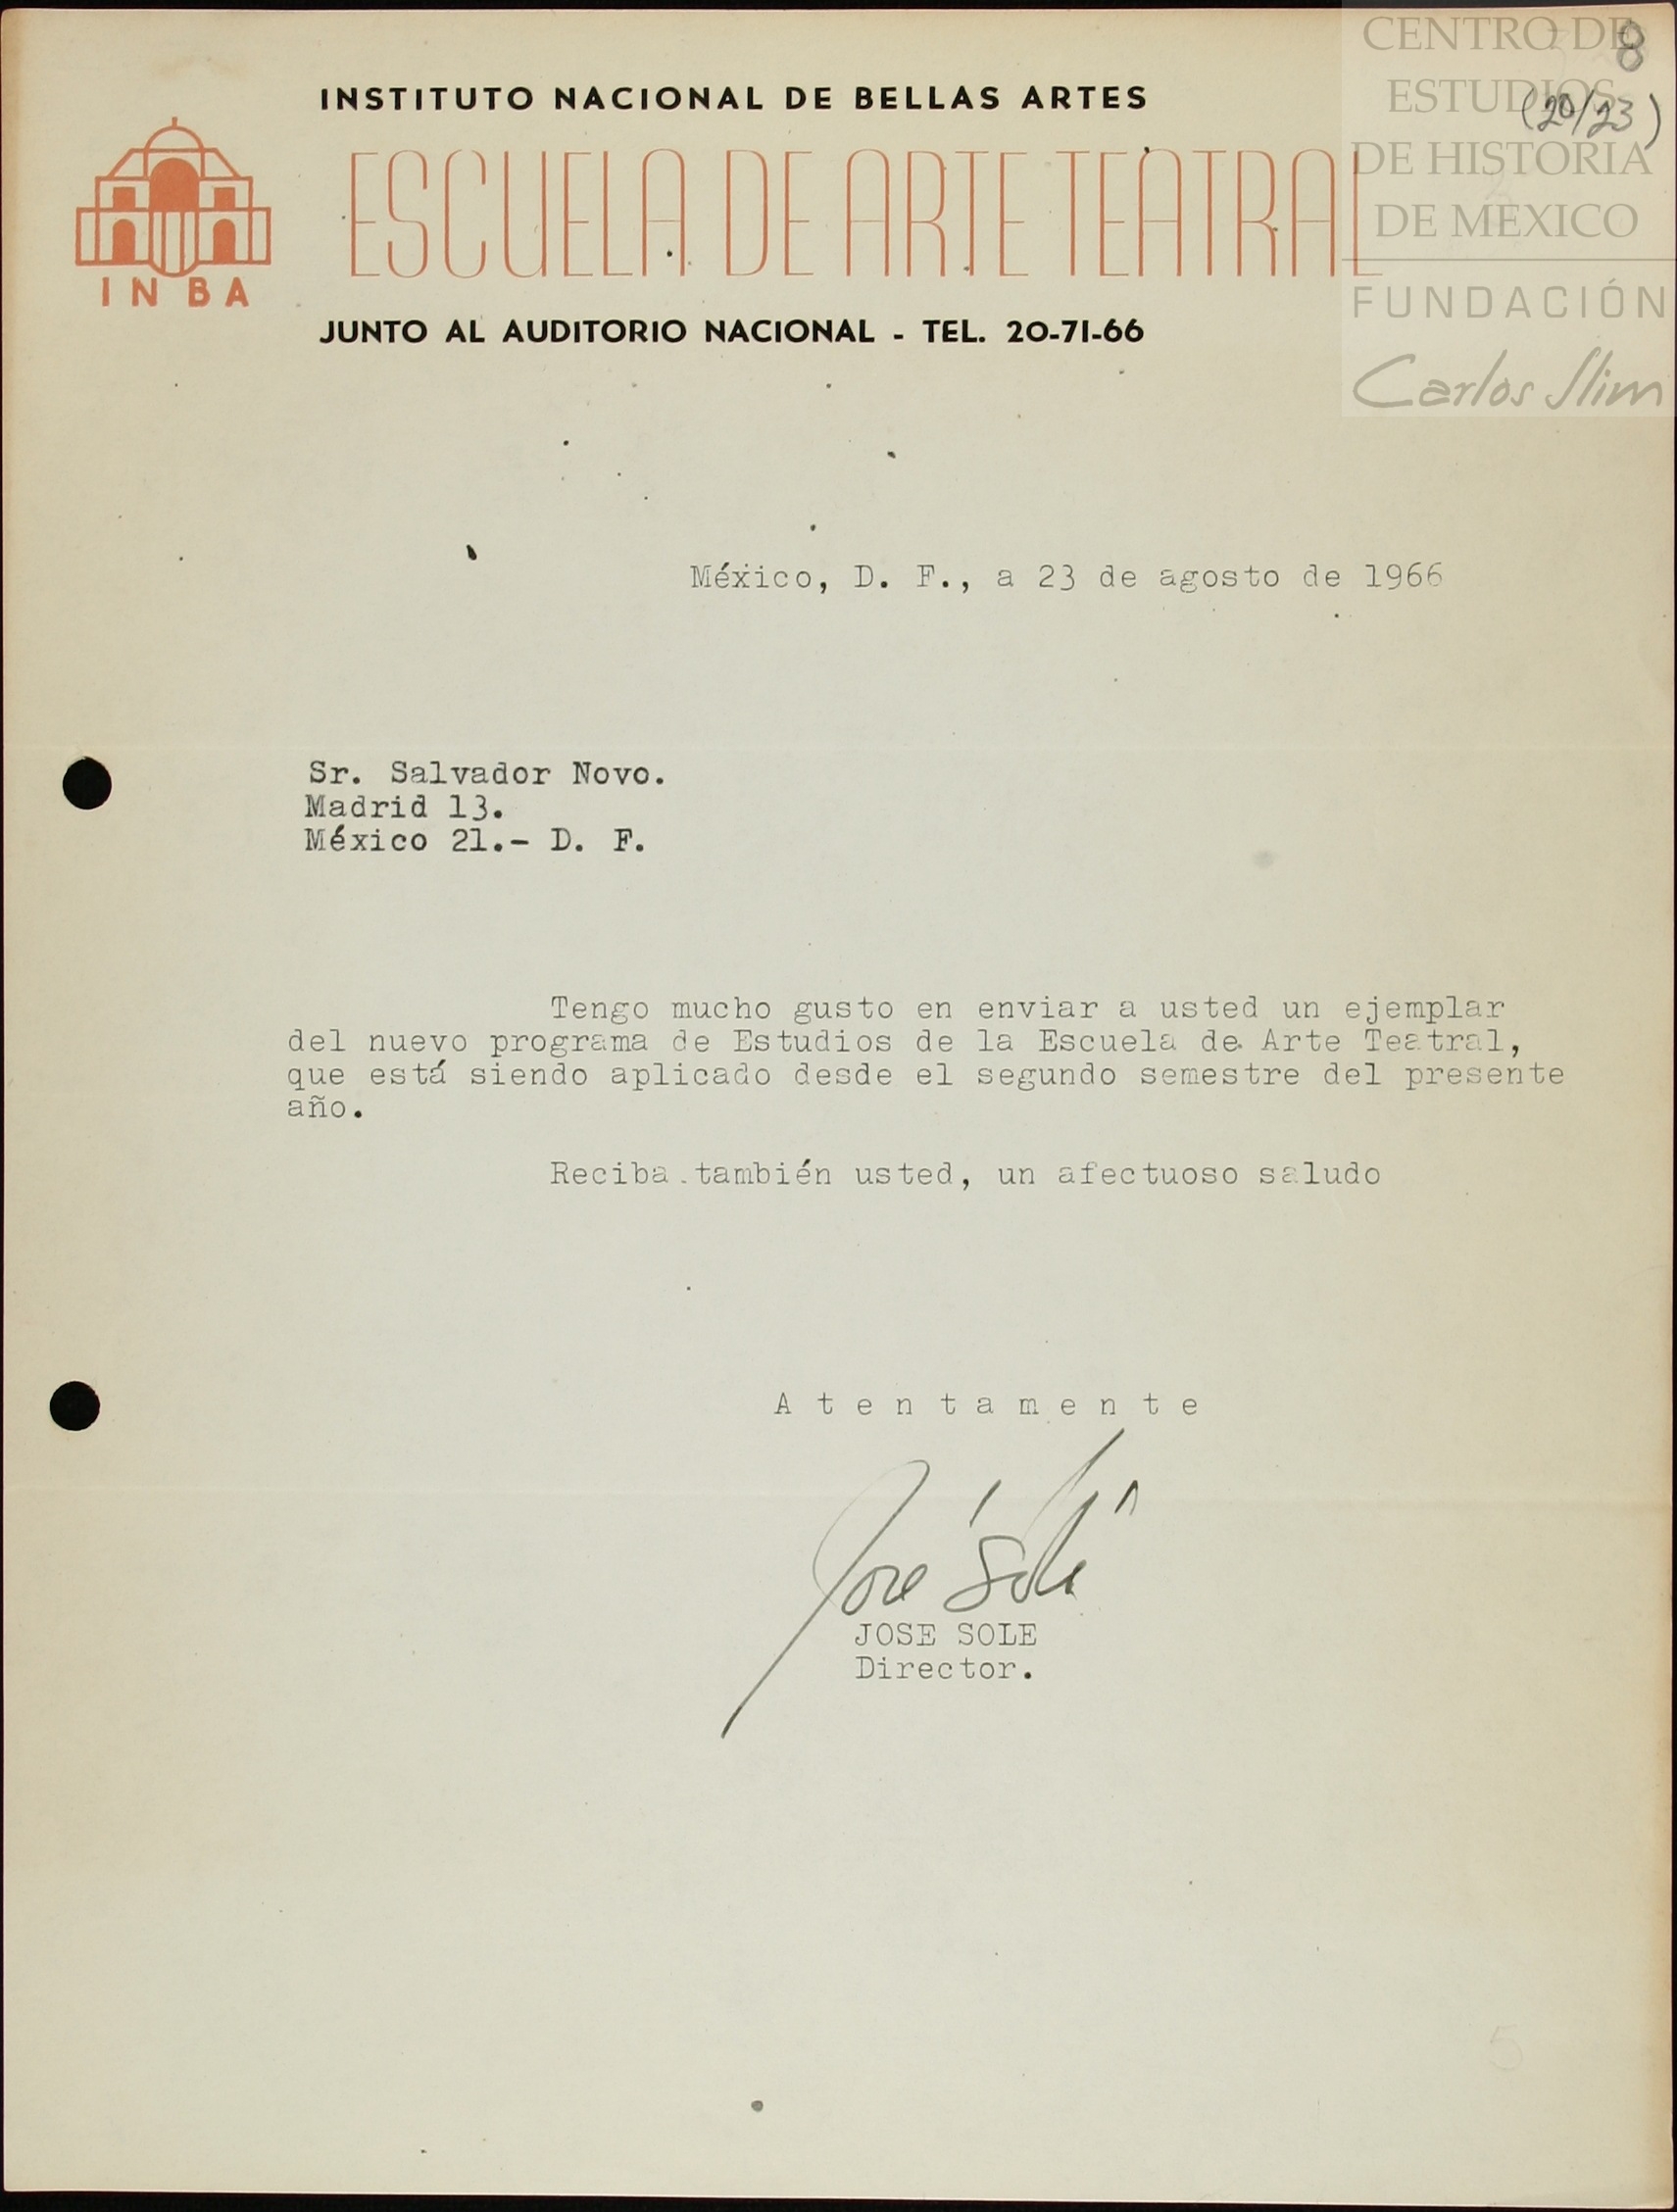 CENTRO DE
ESTUDIOS
DE HISTORIA
DE MEXICO
FUNDACIÓN
Carlos Slim
8
(20/23)
INSTITUTO NACIONAL DE BELLAS ARTES
ESCUELA DE ARTE TEATRAL
INBA
JUNTO AL AUDITORIO NACIONAL - TEL. 20-71-66
México, D. F., a 23 de agosto de 1966
Sr. Salvador Novo.
Madrid 13.
México 21.- D. F.
Tengo mucho gusto en enviar a usted un ejemplar
del nuevo programa de Estudios de la Escuela de Arte Teatral,
que está siendo aplicado desde el segundo semestre del presente
año.
Reciba también usted, un afectuoso saludo
A t e n t a m e n t e
José Solé
JOSE SOLE
Director.
5